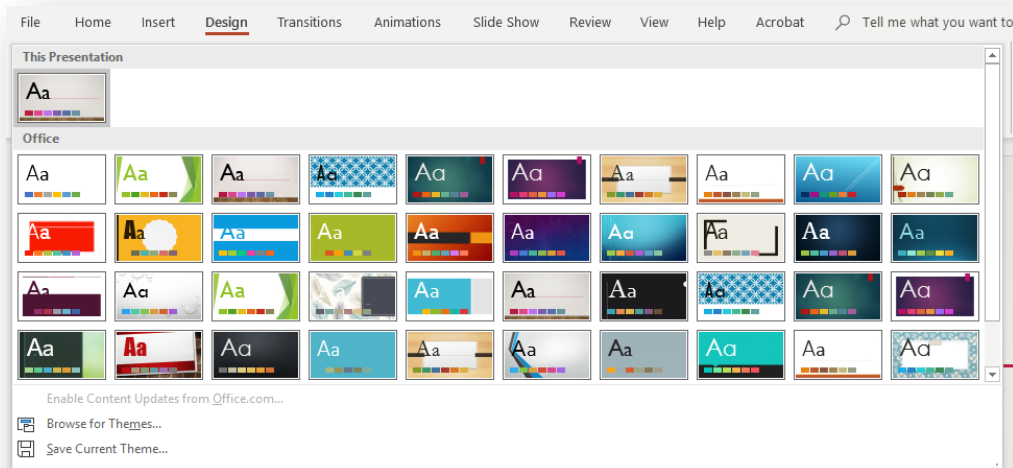 File Home Insert Design Transitions Animations Slide Show Review View Help Acrobat Tell me what you want to
This Presentation
Aa
Office
Aa Aa Aa Aa Aa Aa Aa Aa Aa Aa
Aa Aa Aa Aa Aa Aa Aa Aa Aa Aa
Aa Aa Aa Aa Aa Aa Aa Aa Aa
Aa Aa Aa Aa Aa Aa Aa Aa Aa Aa
Enable Content Updates from Office.com...
Browse for Themes...
Save Current Theme...